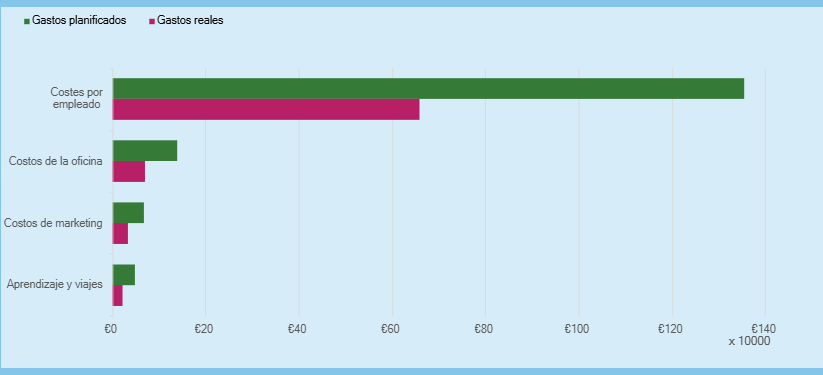 Gastos planificados
Gastos reales
Costes por
empleado
Costos de la oficina
Costos de marketing
Aprendizaje y viajes
€0
€20
€40
€60
€80
€100
€120
€140
x 10000